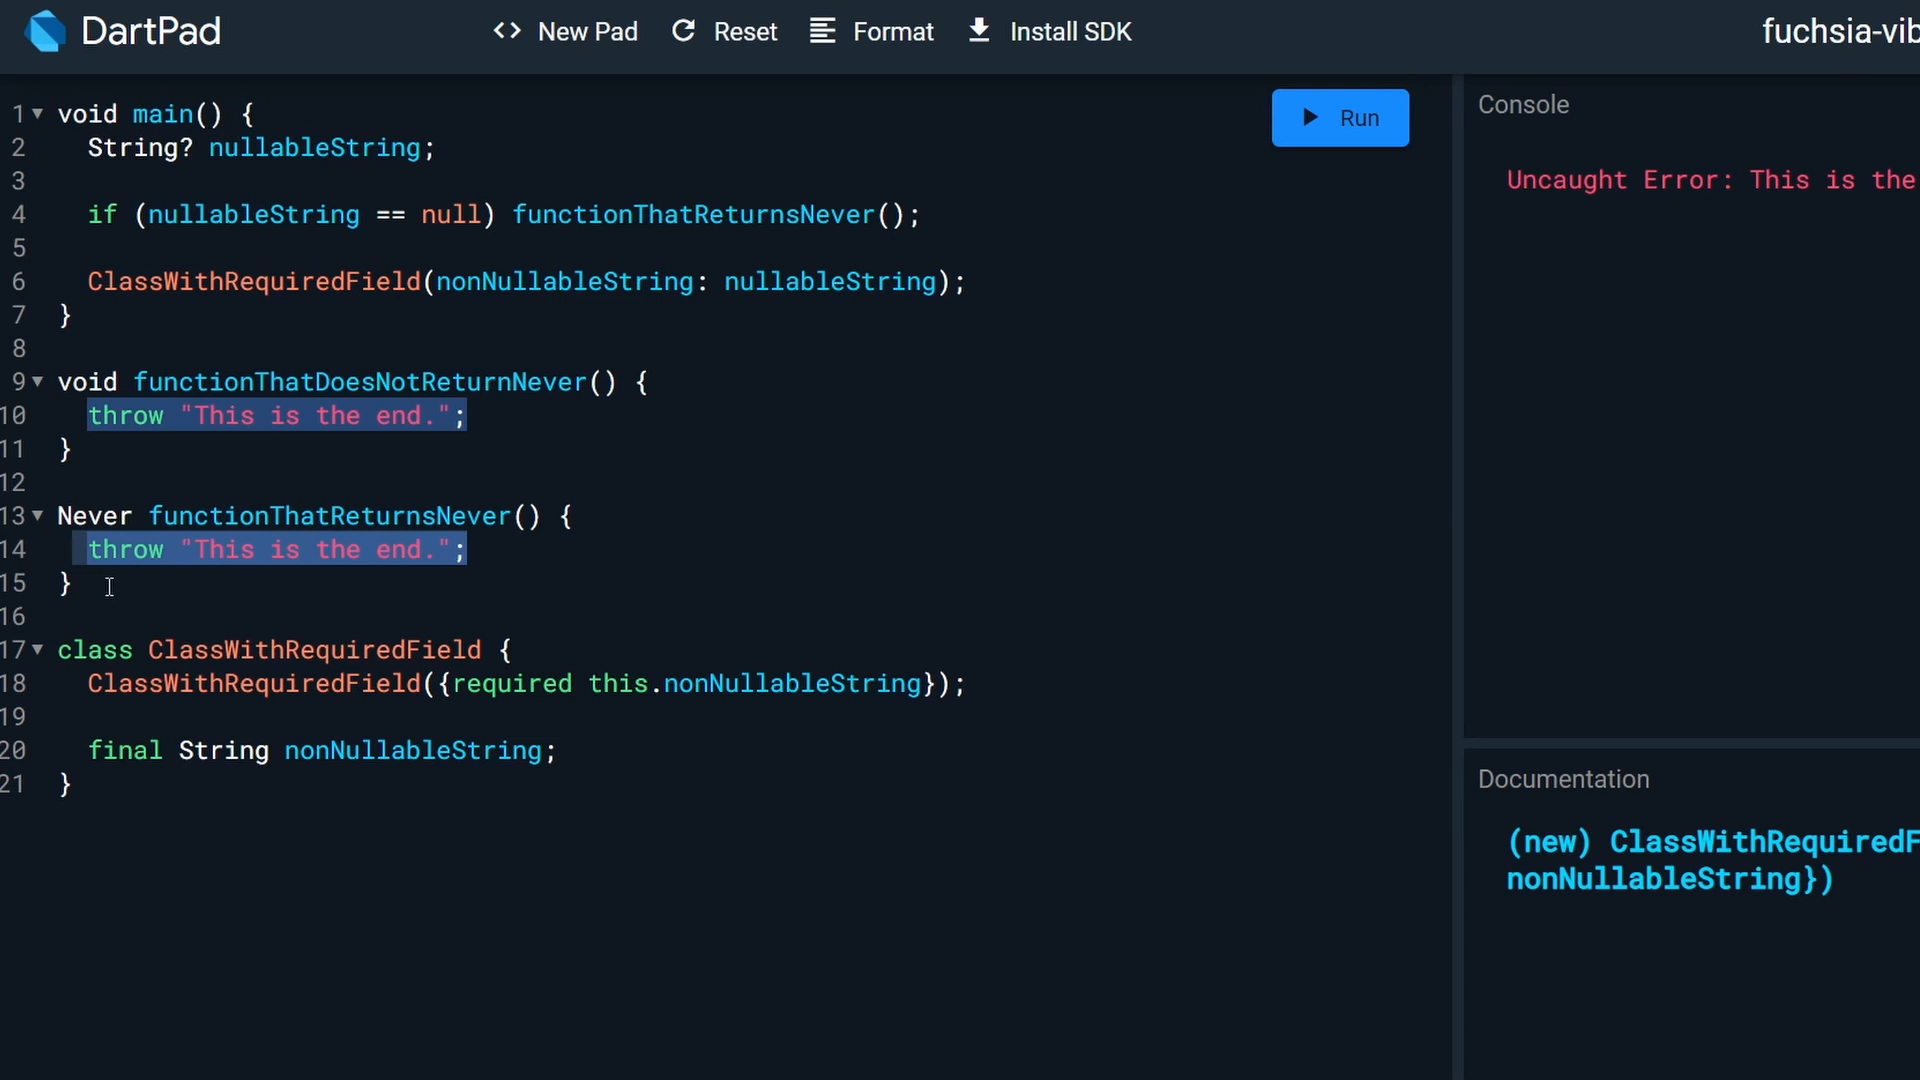 DartPad
<> New Pad
Reset
Format
Install SDK
fuchsia-vib
1 void main() {
2 String? nullableString;
3
4 if (nullableString == null) functionThatReturnsNever();
5
6 ClassWithRequiredField(nonNullableString: nullableString);
7 }
8
9 void functionThatDoesNotReturnNever() {
10 throw "This is the end.";
11 }
12
13 Never functionThatReturnsNever() {
14 throw "This is the end.";
15 }
16
17 class ClassWithRequiredField {
18 ClassWithRequiredField({required this.nonNullableString});
19
20 final String nonNullableString;
21 }
Run
Console
Uncaught Error: This is the
Documentation
(new) ClassWithRequiredF
nonNullableString})